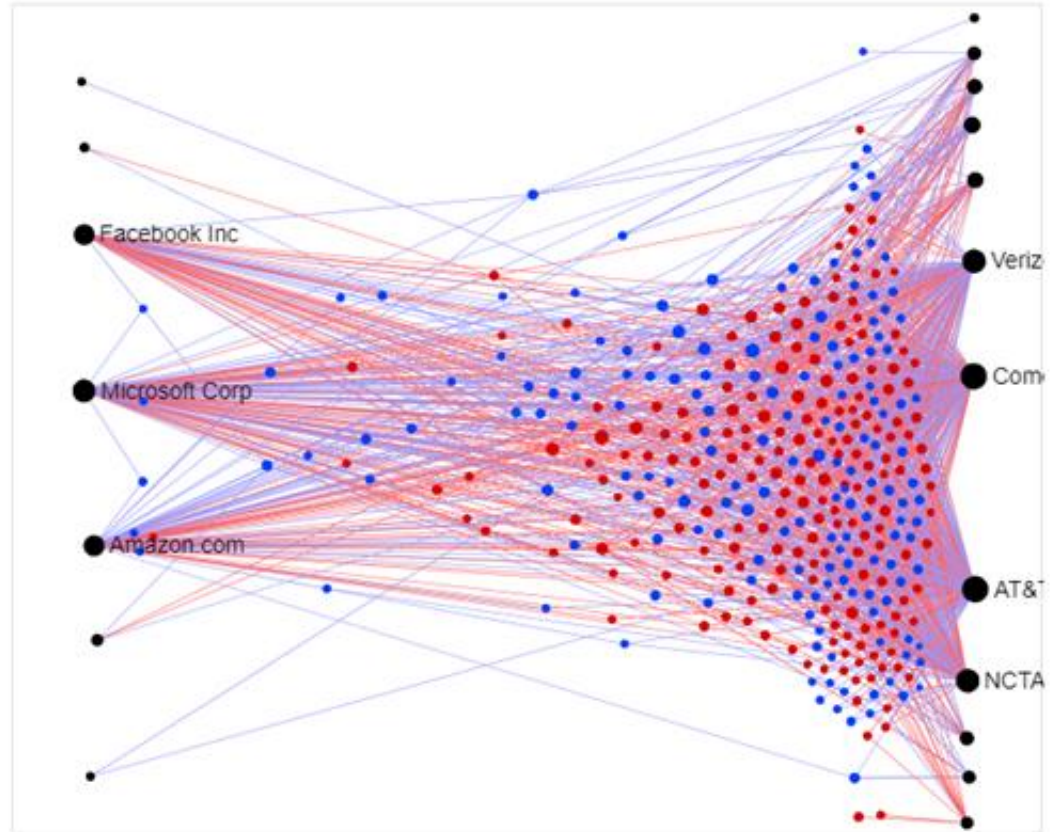 Facebook Inc
Veriz
Com
Microsoft Corp
Amazon.com
AT&T
NCTA